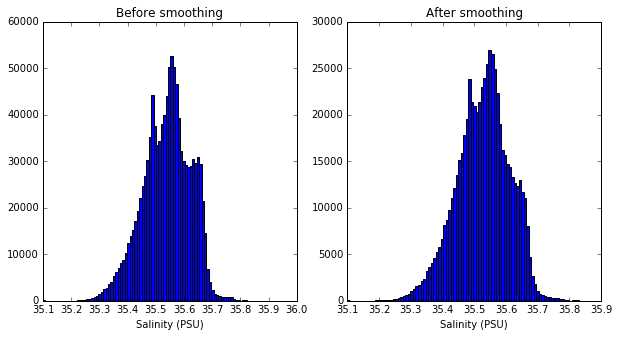 Before smoothing
60000
50000
40000
30000
20000
10000
0
35.1 35.2 35.3 35.4 35.5 35.6 35.7 35.8 35.9 36.0
Salinity (PSU)
After smoothing
30000
25000
20000
15000
10000
5000
0
35.1 35.2 35.3 35.4 35.5 35.6 35.7 35.8 35.9
Salinity (PSU)